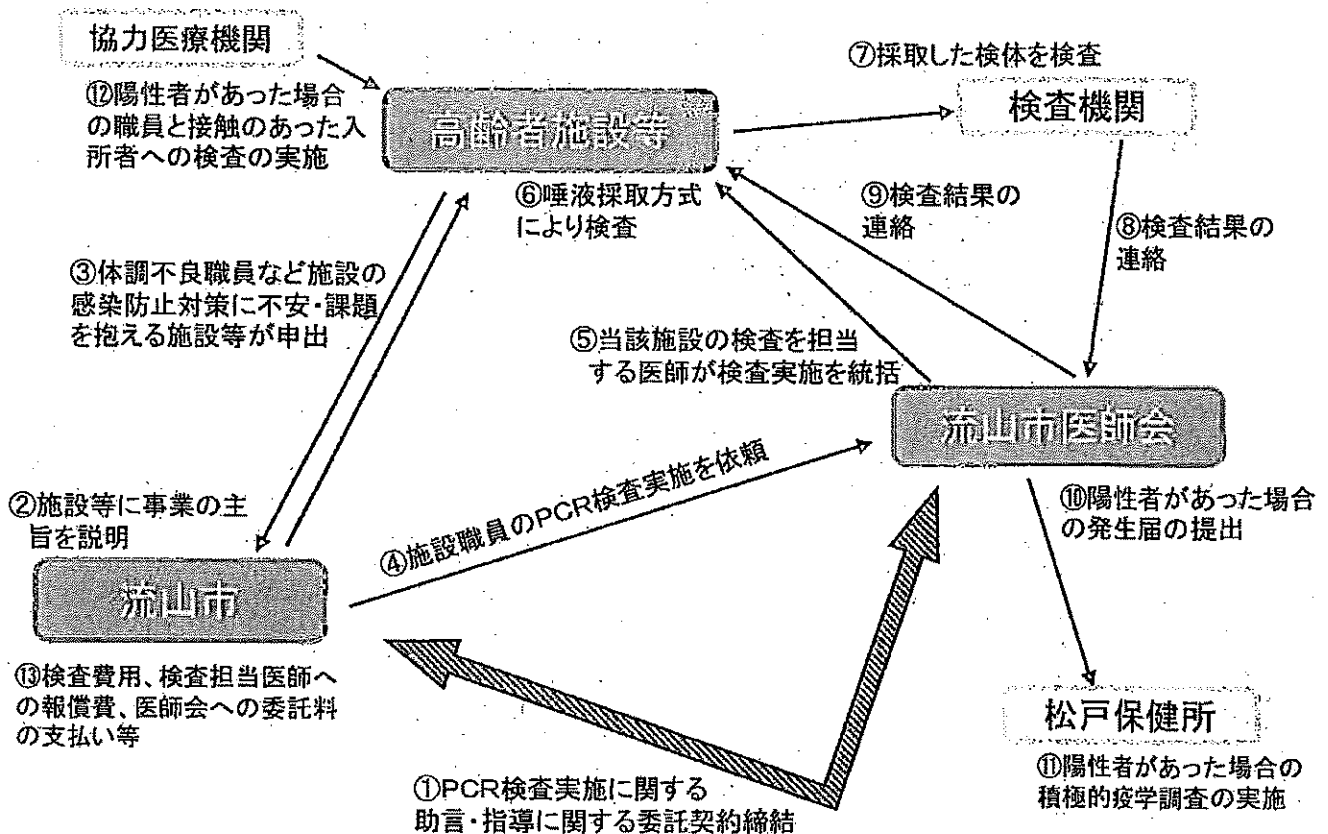 協力医療機関
⑦採取した検体を検査
⑫陽性者があった場合
の職員と接触のあった入
所者への検査の実施
高齢者施設等
検査機関
⑥唾液採取方式
により検査
⑨検査結果の
連絡
⑧検査結果の
連絡
③体調不良職員など施設の
感染防止対策に不安・課題
を抱える施設等が申出
⑤当該施設の検査を担当
する医師が検査実施を統括
流山市医師会
④施設職員のPCR検査実施を依頼
②施設等に事業の主
旨を説明
⑩陽性者があった場合
の発生届の提出
流山市
⑬検査費用、検査担当医師へ
の報償費、医師会への委託料
の支払い等
松戸保健所
⑪陽性者があった場合の
積極的疫学調査の実施
①PCR検査実施に関する
助言・指導に関する委託契約締結